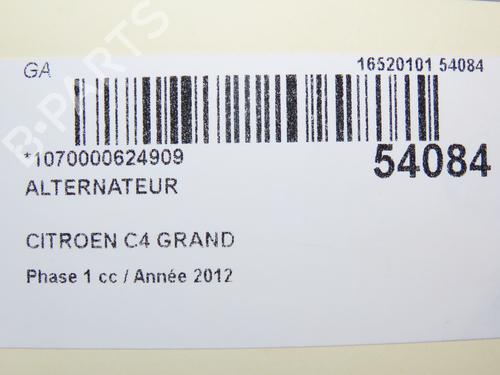 GA
16520101 54084
*1070000624909
54084
ALTERNATEUR
CITROEN C4 GRAND
Phase 1 cc / Année 2012
B-PARTS